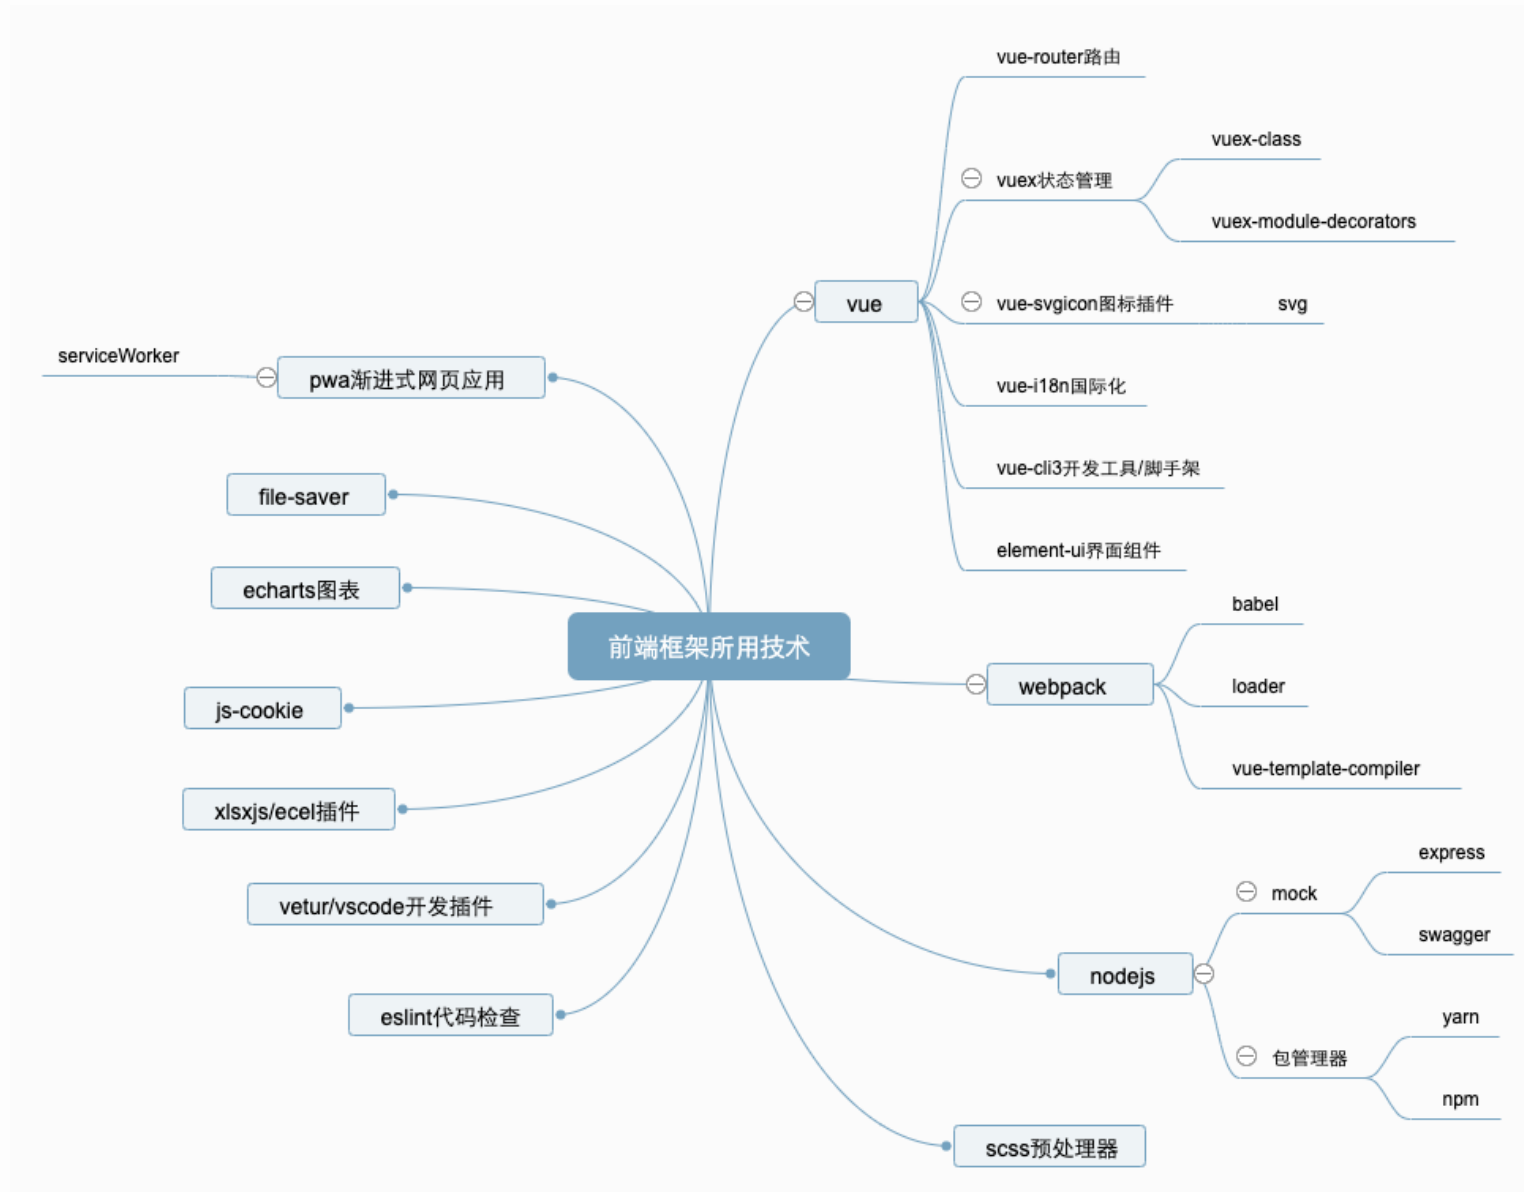 前端框架所用技术
vue
vue-router路由
vuex状态管理
vuex-class
vuex-module-decorators
vue-svgicon图标插件
svg
vue-i18n国际化
vue-cli3开发工具/脚手架
element-ui界面组件
webpack
babel
loader
vue-template-compiler
nodejs
mock
express
swagger
包管理器
yarn
npm
scss预处理器
pwa渐进式网页应用
serviceWorker
file-saver
echarts图表
js-cookie
xlsxjs/ecel插件
vetur/vscode开发插件
eslint代码检查